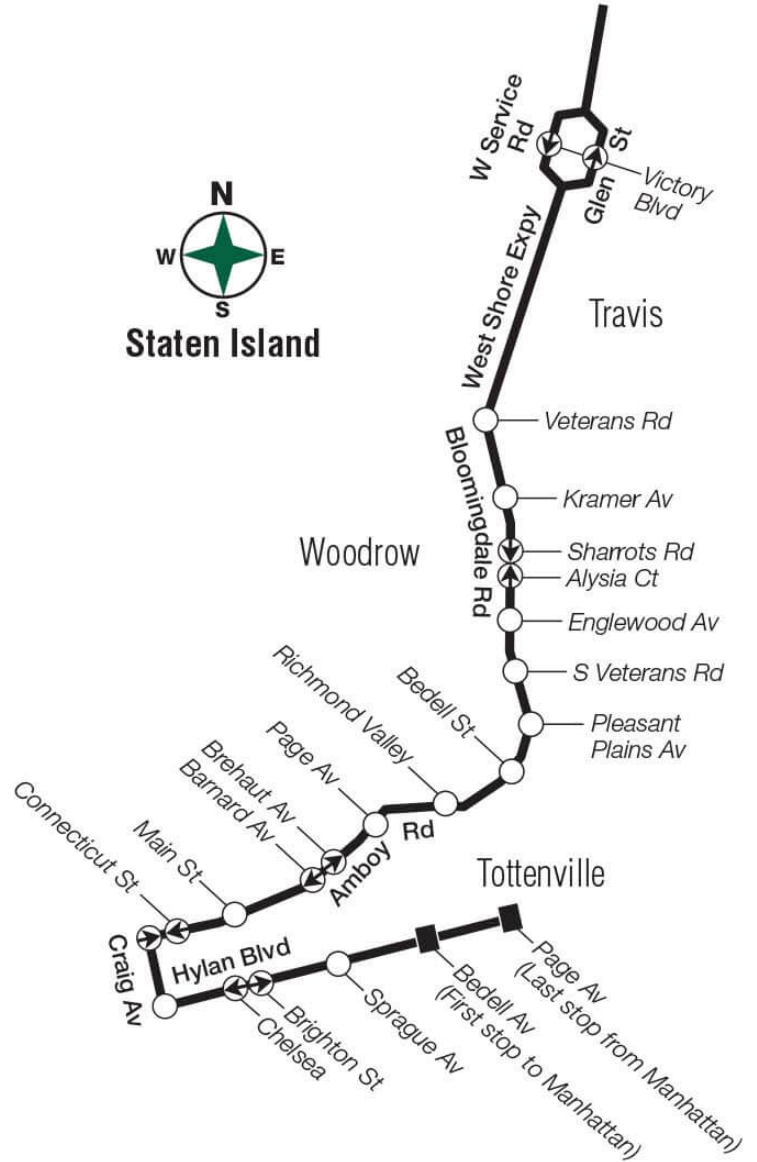 W Service
Rd
Glen
St
Victory
Blvd
N
W
E
S
Staten Island
West Shore Expy
Travis
Veterans Rd
Bloomingdale Rd
Kramer Av
Woodrow
Sharrots Rd
Alysia Ct
Englewood Av
S Veterans Rd
Pleasant
Plains Av
Bedell St
Richmond Valley
Page Av
Brehaut Av
Barnard Av
Amboy
Rd
Main St
Connecticut St
Craig Av
Tottenville
Hylan Blvd
Chelsea
Brighton St
Sprague Av
Bedell Av
(First stop to Manhattan)
Page Av
(Last stop from Manhattan)